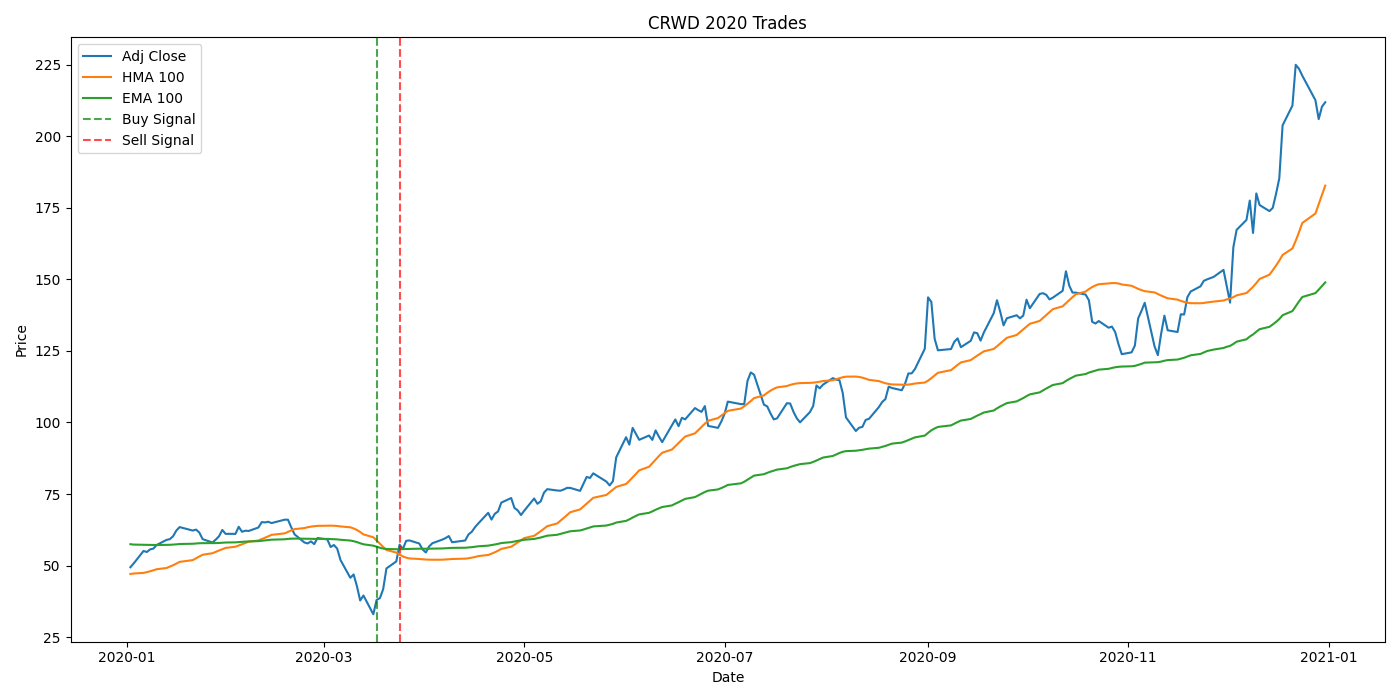 CRWD 2020 Trades
Adj Close
HMA 100
EMA 100
Buy Signal
Sell Signal
225
200
175
150
125
100
75
50
25
Price
2020-01
2020-03
2020-05
2020-07
2020-09
2020-11
2021-01
Date